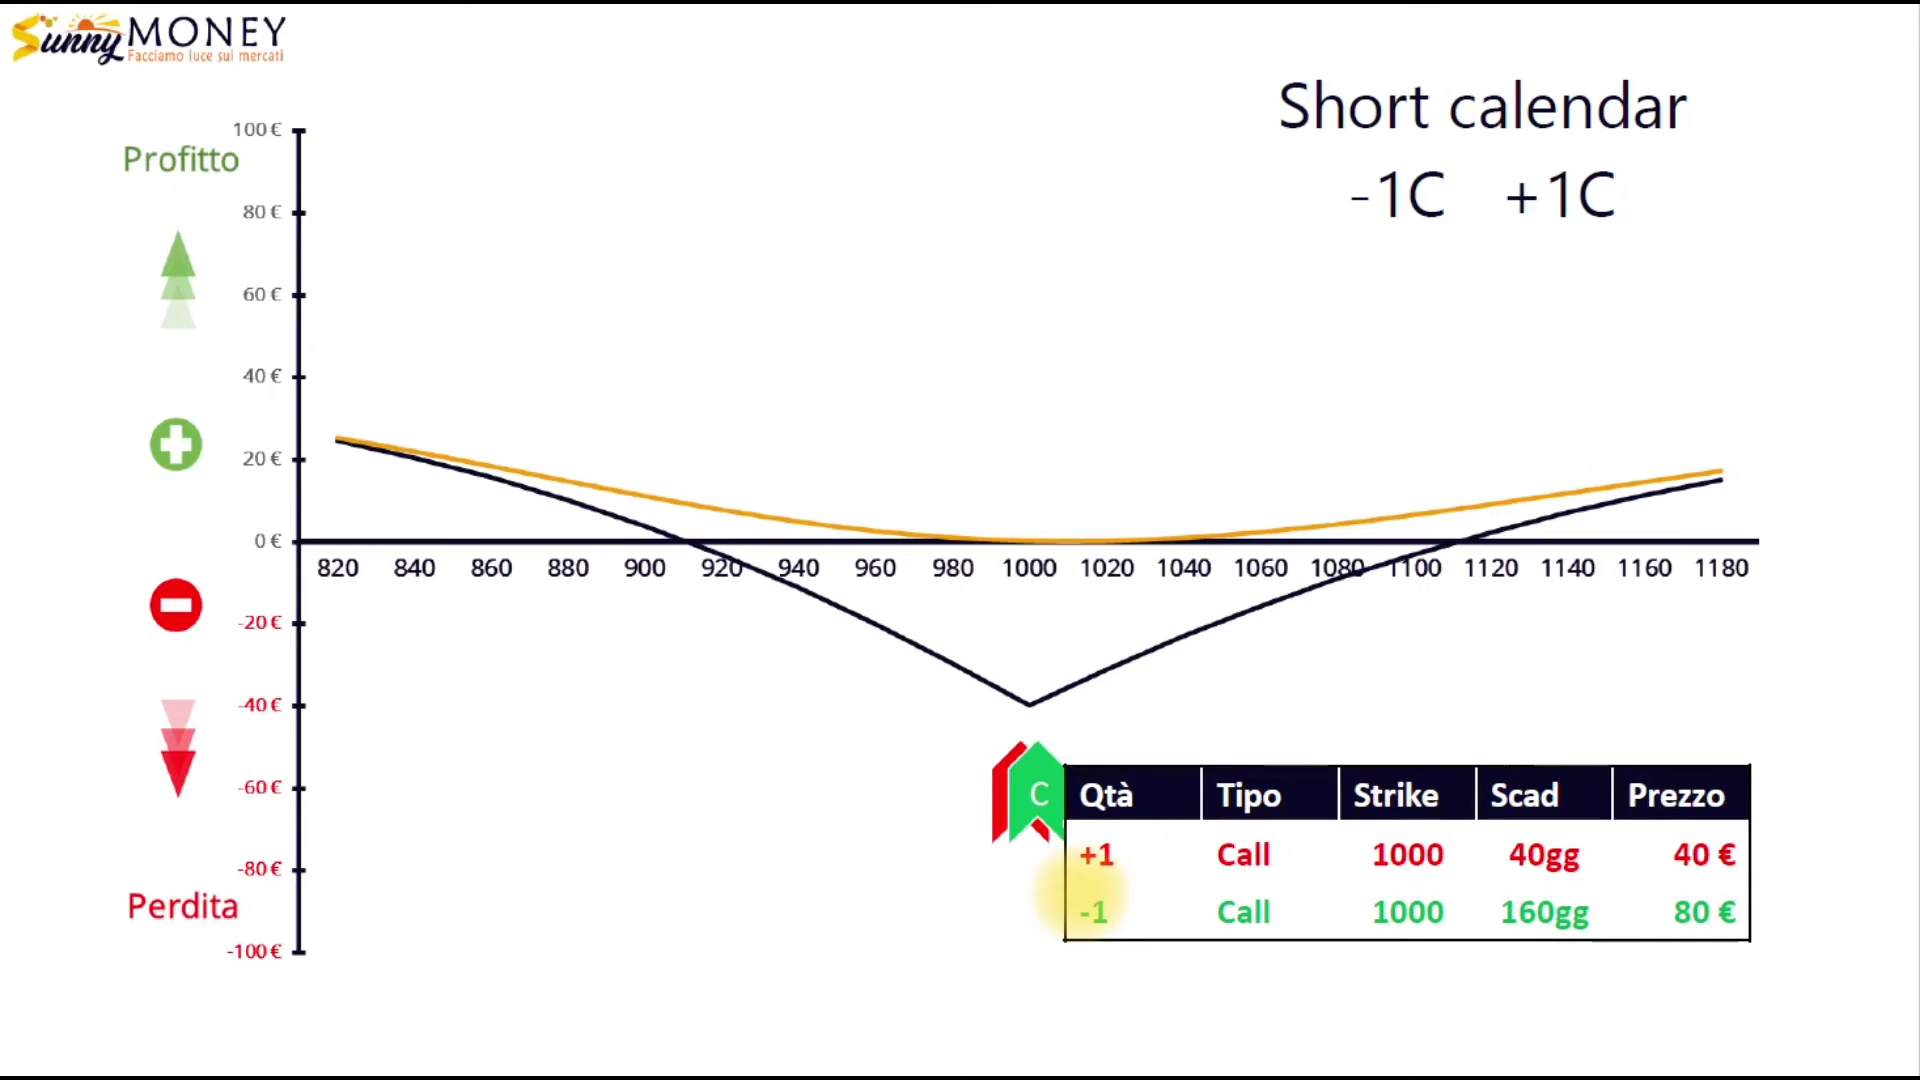 Sunny MONEY
Facciamo luce sui mercati
Short calendar
-1C +1C
Profitto
100 €
80 €
60 €
40 €
20 €
0 €
-20 €
-40 €
-60 €
-80 €
-100 €
Perdita
820 840 860 880 900 920 940 960 980 1000 1020 1040 1060 1080 1100 1120 1140 1160 1180
C
Qtà Tipo Strike Scad Prezzo
+1 Call 1000 40gg 40 €
-1 Call 1000 160gg 80 €